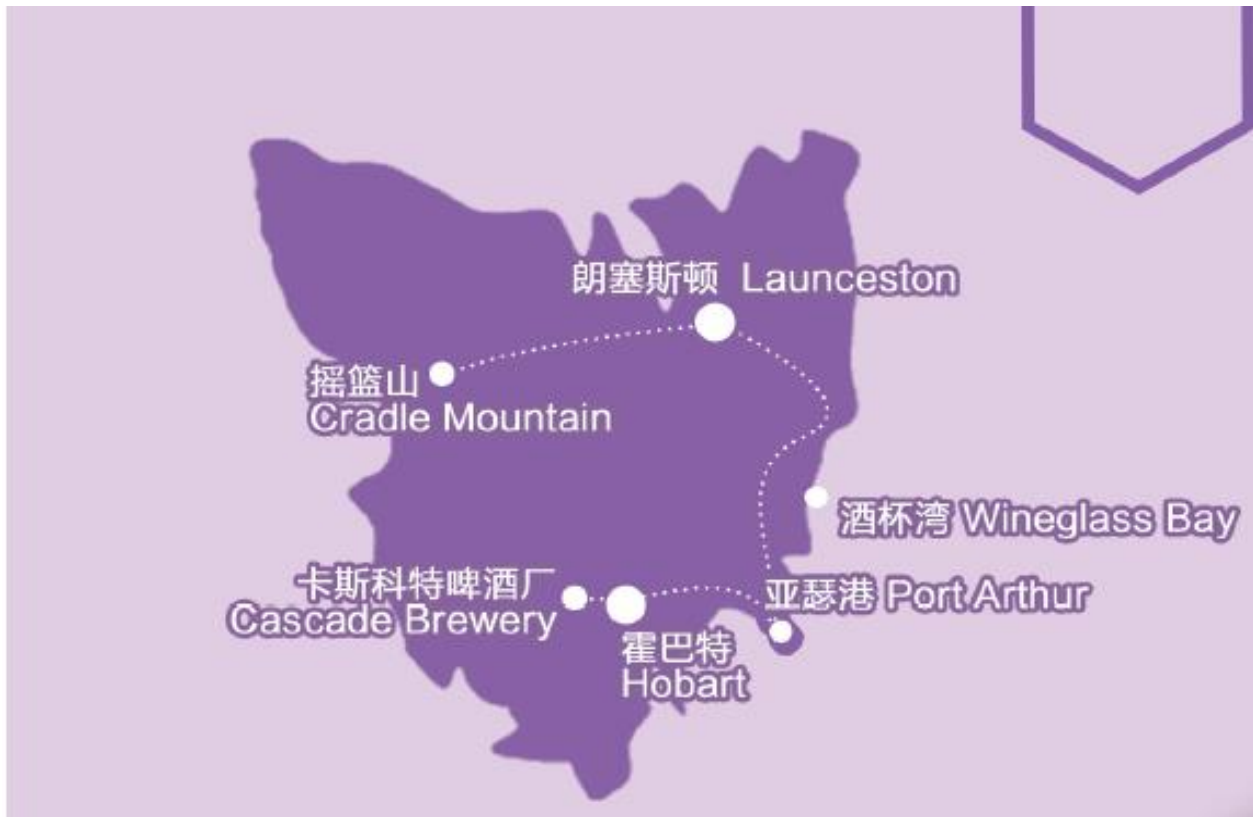 朗塞斯顿 Launceston
摇篮山
Cradle Mountain
酒杯湾 Wineglass Bay
卡斯科特啤酒厂
Cascade Brewery
亚瑟港 Port Arthur
霍巴特
Hobart